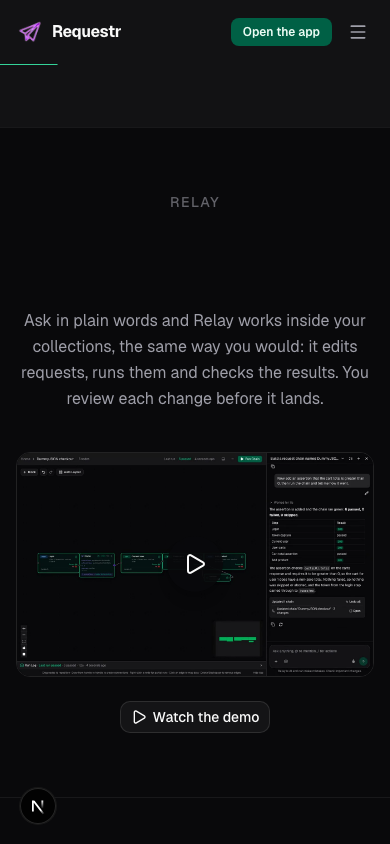 Requestr
Open the app
RELAY
Ask in plain words and Relay works inside your
collections, the same way you would: it edits
requests, runs them and checks the results. You
review each change before it lands.
Watch the demo
N